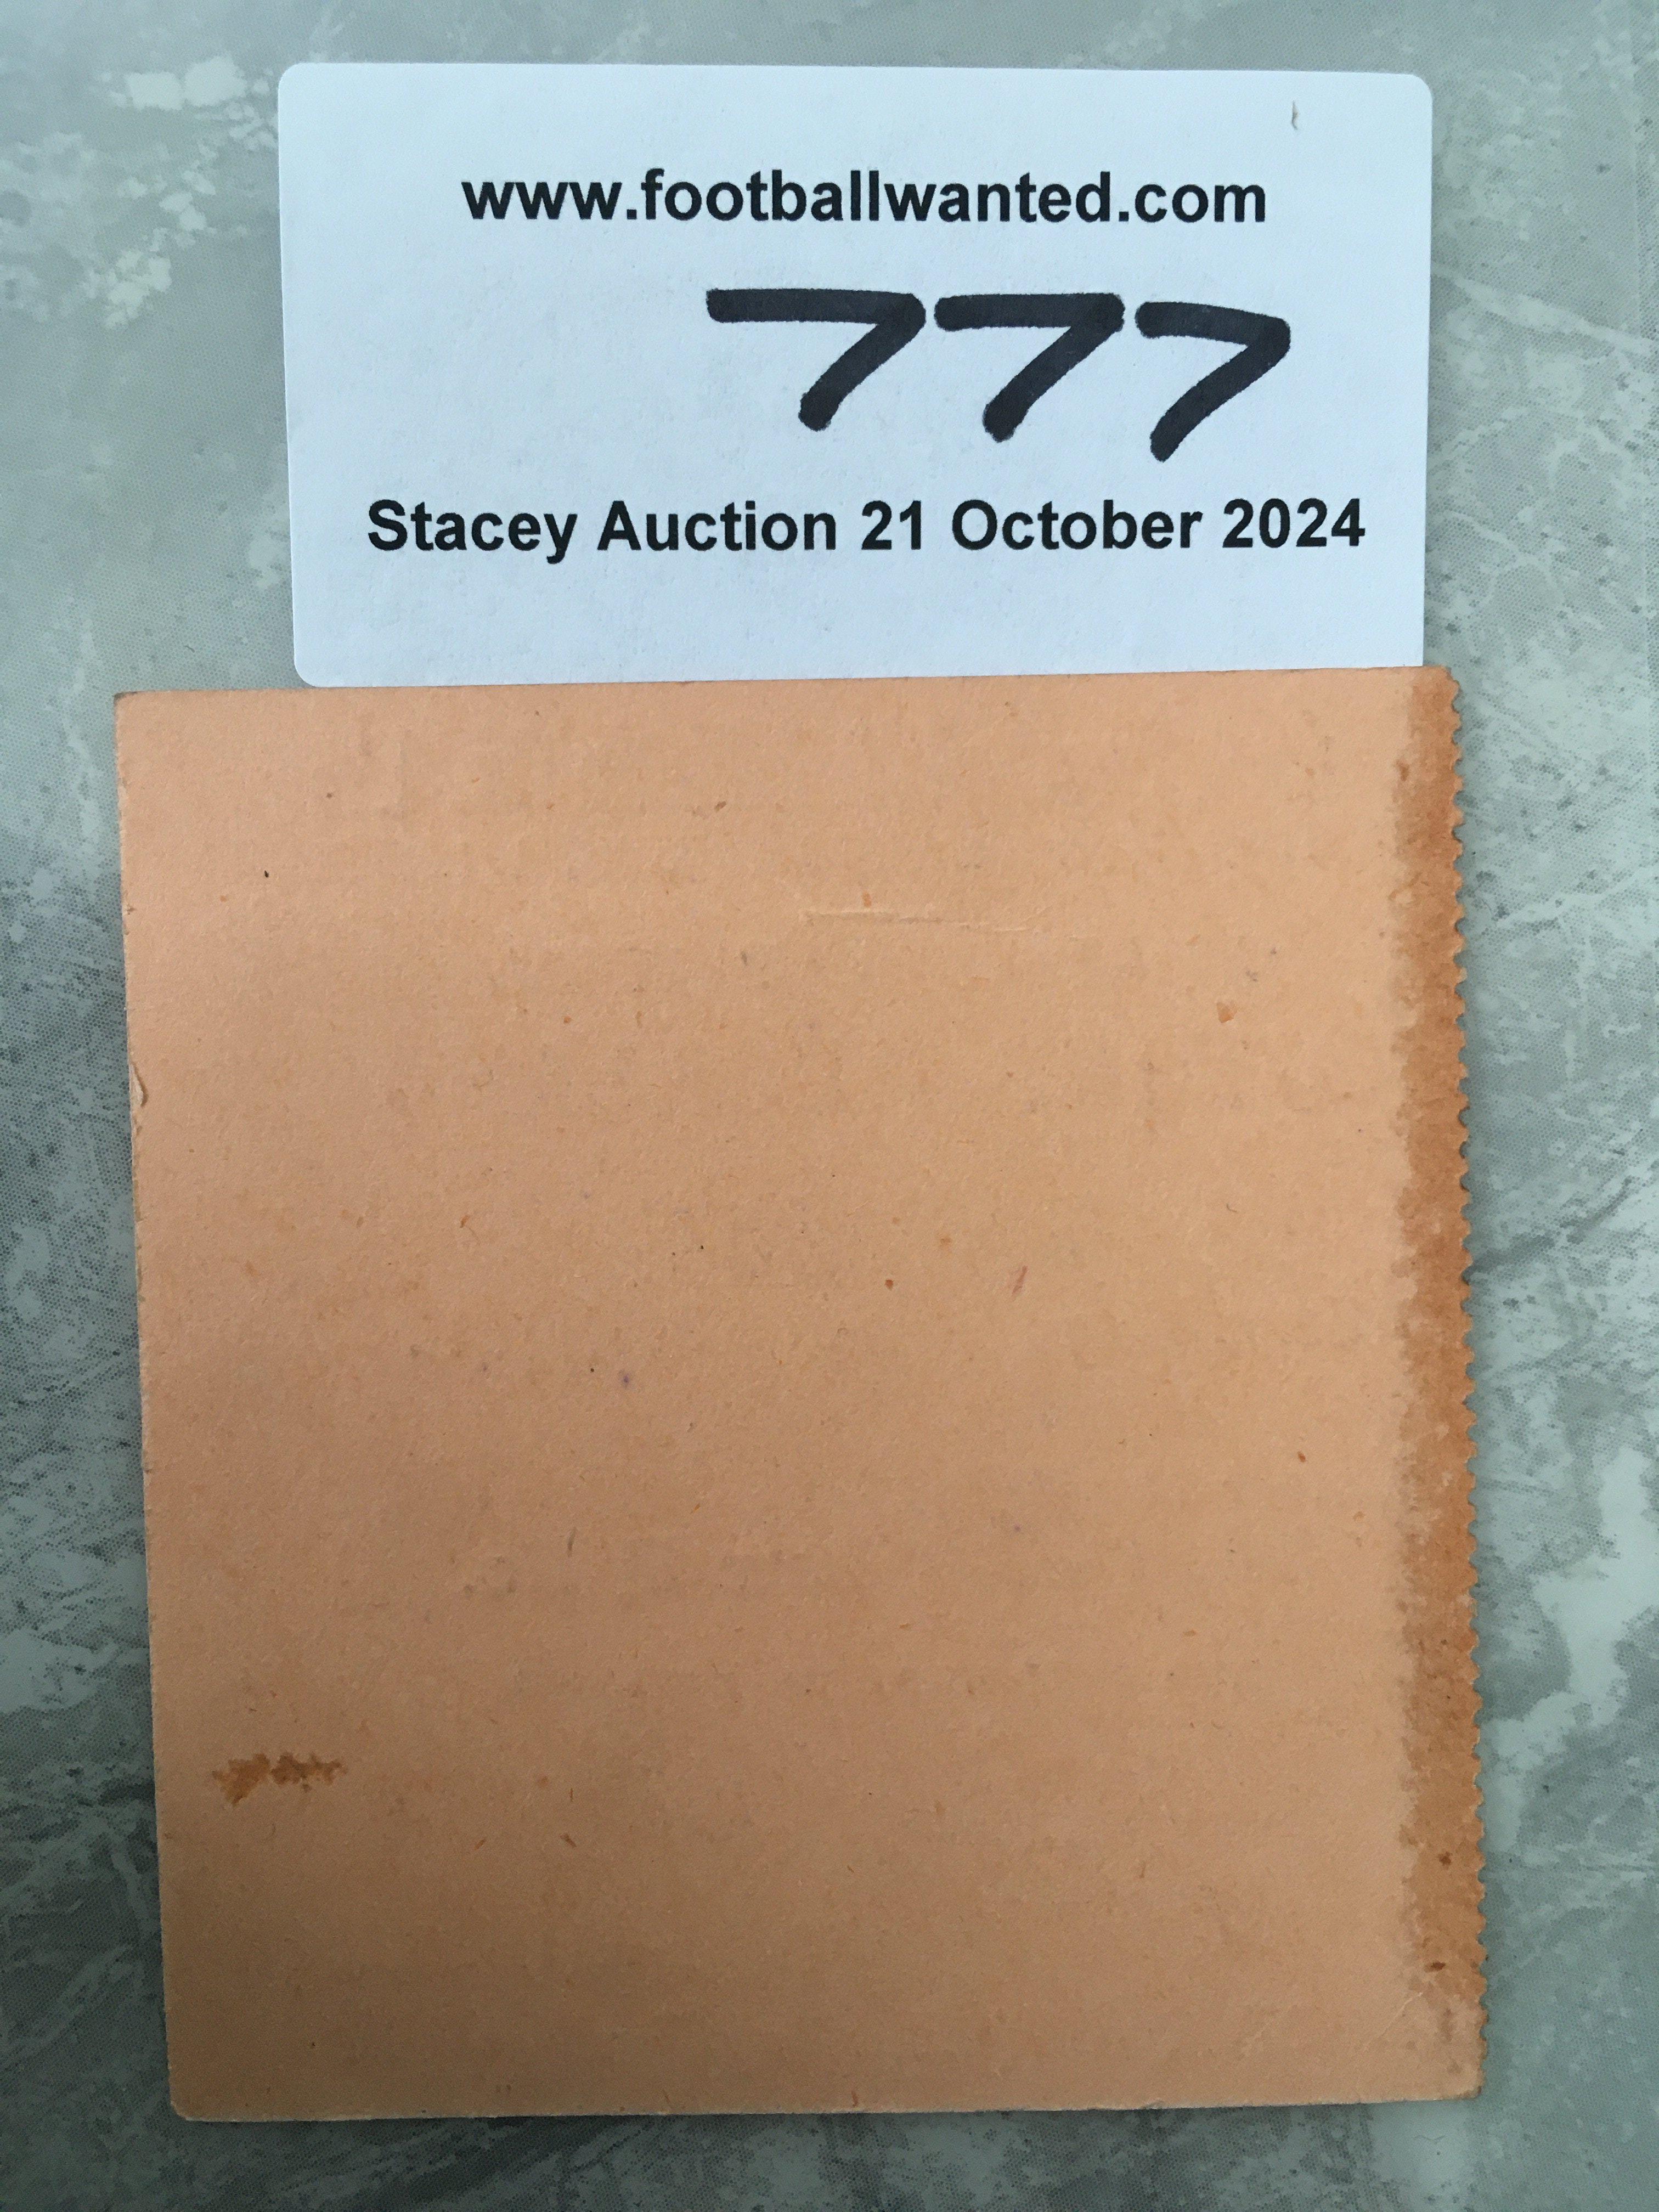 www.footballwanted.com
777
Stacey Auction 21 October 2024